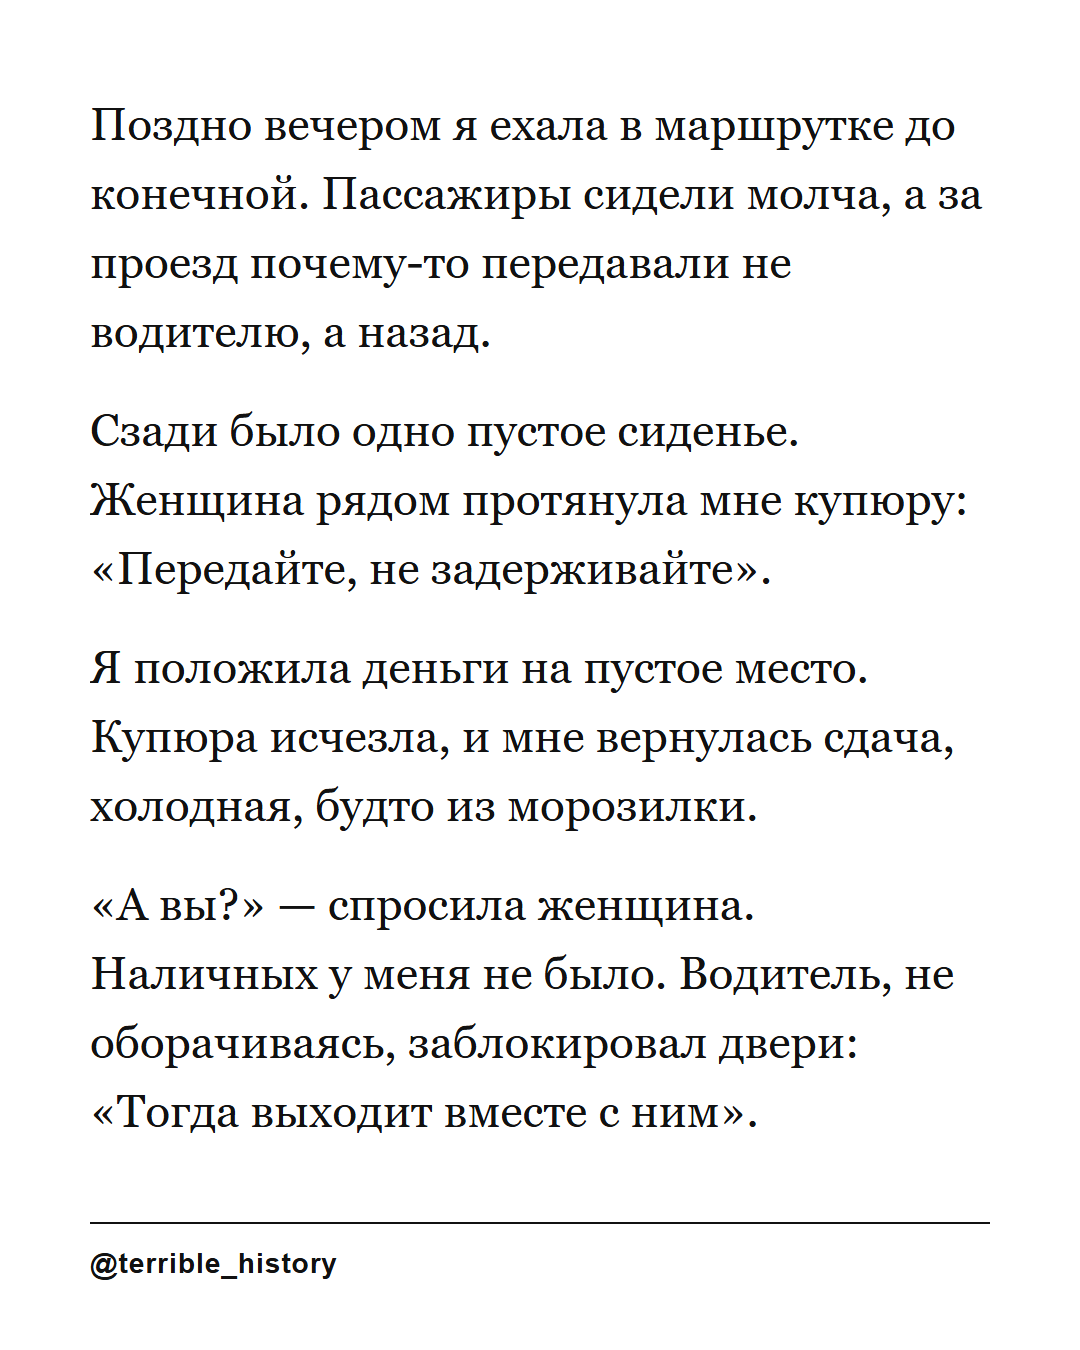 Поздно вечером я ехала в маршрутке до
конечной. Пассажиры сидели молча, а за
проезд почему-то передавали не
водителю, а назад.
Сзади было одно пустое сиденье.
Женщина рядом протянула мне купюру:
«Передайте, не задерживайте».
Я положила деньги на пустое место.
Купюра исчезла, и мне вернулась сдача,
холодная, будто из морозилки.
«А вы?» — спросила женщина.
Наличных у меня не было. Водитель, не
оборачиваясь, заблокировал двери:
«Тогда выходит вместе с ним».
@terrible_history